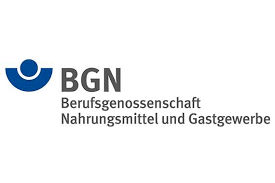 BGN
Berufsgenossenschaft
Nahrungsmittel und Gastgewerbe